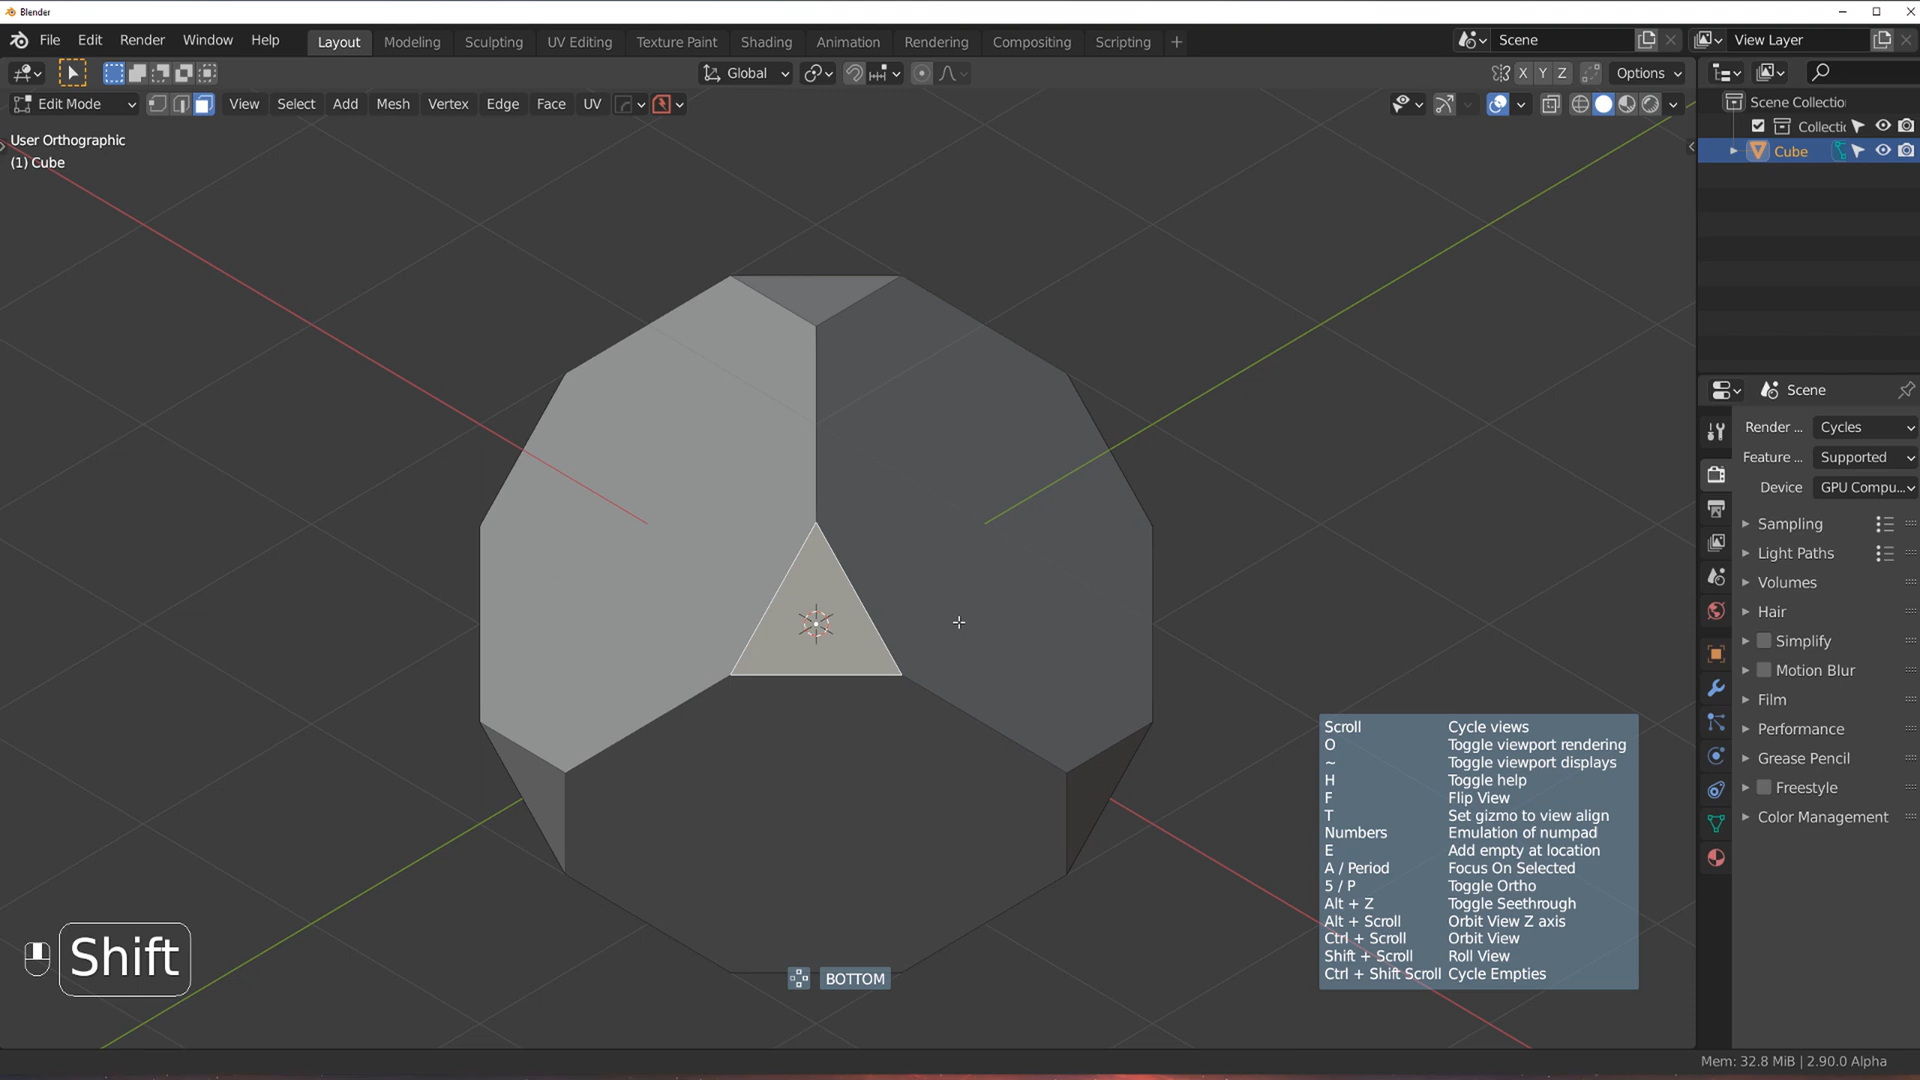 Blender
File Edit Render Window Help Layout Modeling Sculpting UV Editing Texture Paint Shading Animation Rendering Compositing Scripting + Scene View Layer
Global X Y Z Options
Edit Mode View Select Add Mesh Vertex Edge Face UV
User Orthographic
(1) Cube
Scene Collectio
Collecti
Cube
Scene
Render ... Cycles
Feature ... Supported
Device GPU Compu...
Sampling
Light Paths
Volumes
Hair
Simplify
Motion Blur
Film
Performance
Grease Pencil
Freestyle
Color Management
Scroll Cycle views
O Toggle viewport rendering
~ Toggle viewport displays
H Toggle help
F Flip View
T Set gizmo to view align
Numbers Emulation of numpad
E Add empty at location
A / Period Focus On Selected
5 / P Toggle Ortho
Alt + Z Toggle Seethrough
Alt + Scroll Orbit View Z axis
Ctrl + Scroll Orbit View
Shift + Scroll Roll View
Ctrl + Shift Scroll Cycle Empties
Shift
BOTTOM
Mem: 32.8 MiB | 2.90.0 Alpha